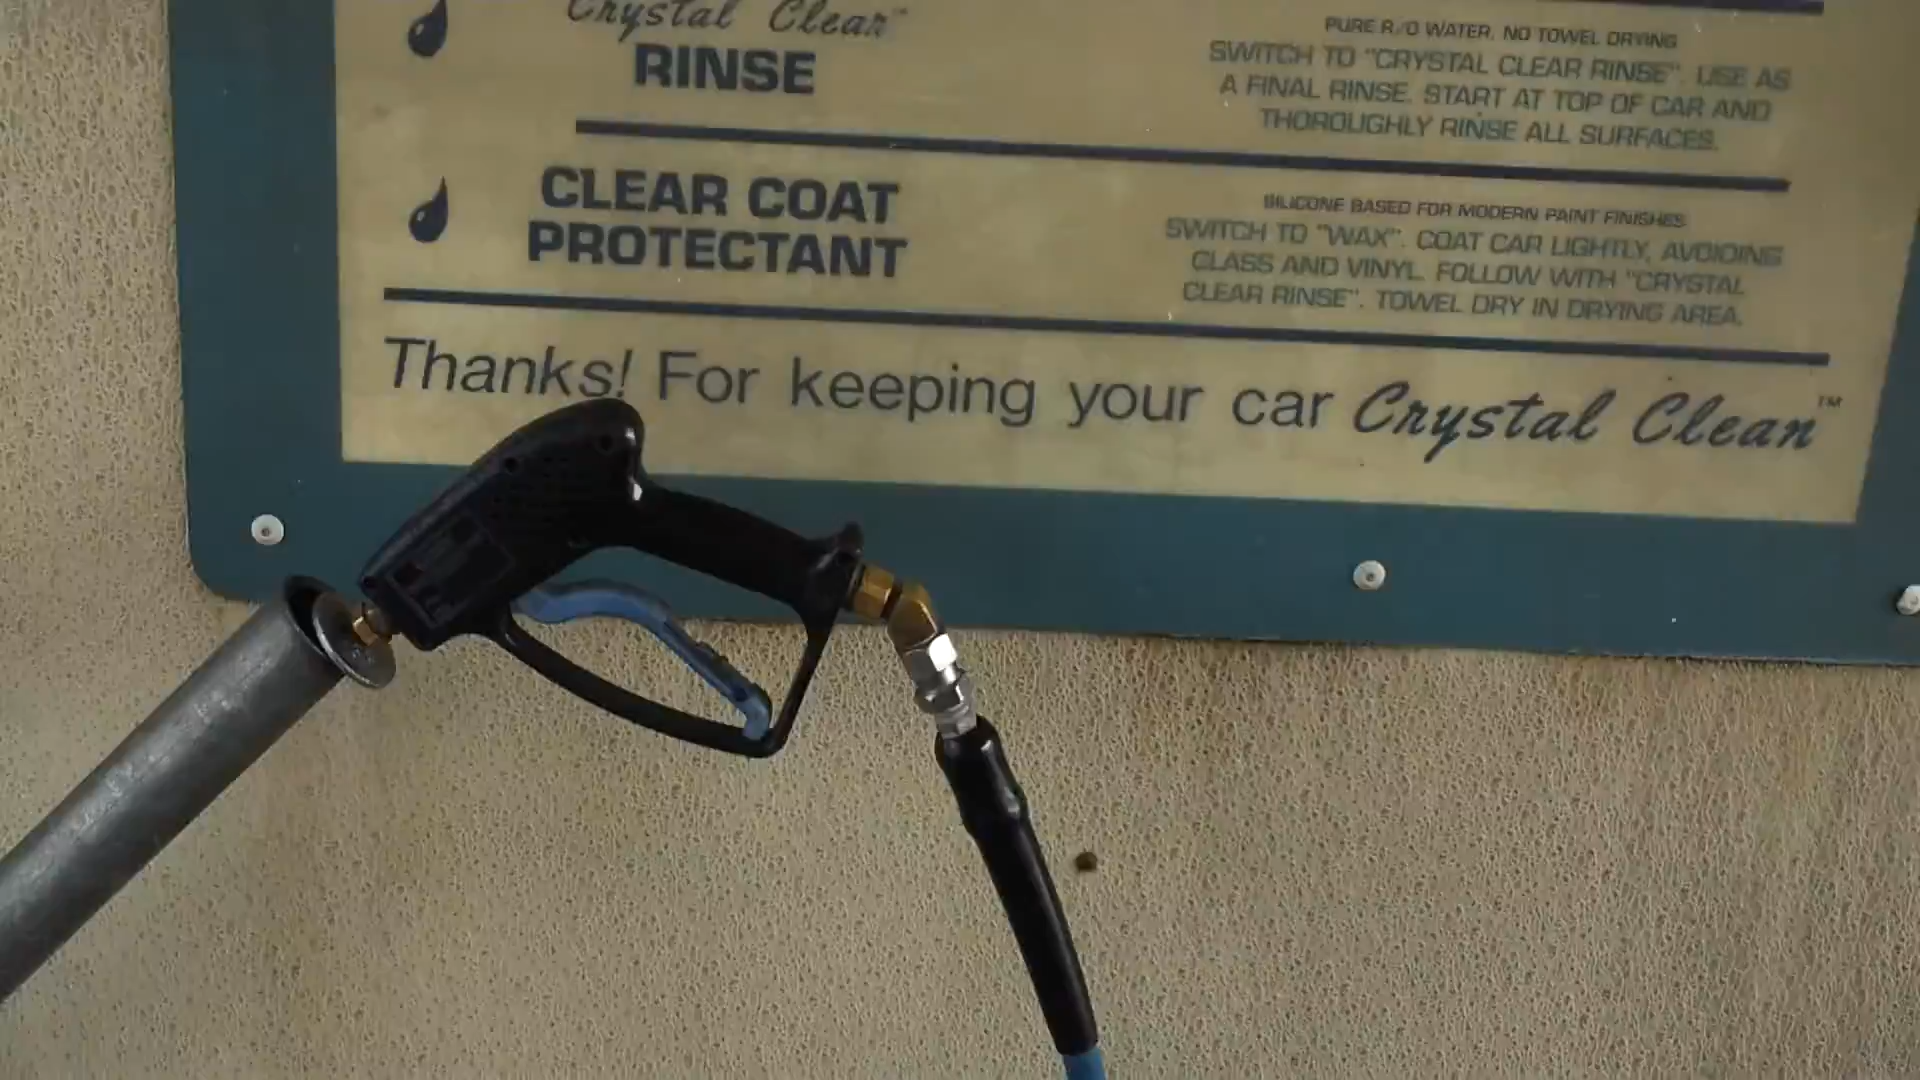 Crystal Clear™
RINSE
PURE R/O WATER, NO TOWEL DRYING
SWITCH TO "CRYSTAL CLEAR RINSE". USE AS
A FINAL RINSE. START AT TOP OF CAR AND
THOROUGHLY RINSE ALL SURFACES.
CLEAR COAT
PROTECTANT
SILICONE BASED FOR MODERN PAINT FINISHES
SWITCH TO "WAX". COAT CAR LIGHTLY, AVOIDING
GLASS AND VINYL. FOLLOW WITH "CRYSTAL
CLEAR RINSE". TOWEL DRY IN DRYING AREA.
Thanks! For keeping your car Crystal Clean™